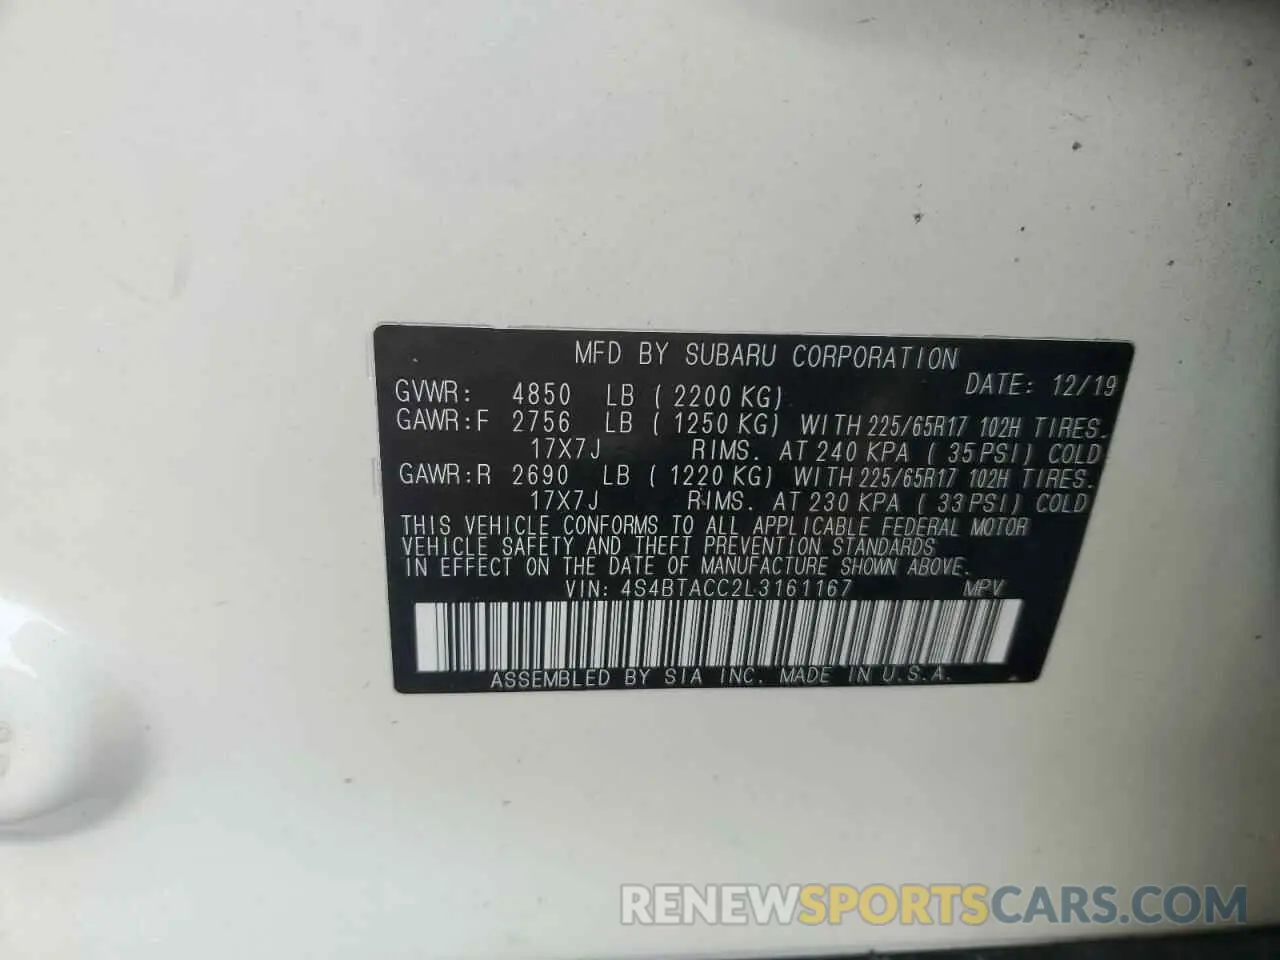 MFD BY SUBARU CORPORATION
DATE: 12/19
GVWR: 4850 LB ( 2200 KG)
GAWR:F 2756 LB ( 1250 KG) WITH 225/65R17 102H TIRES.
17X7J RIMS. AT 240 KPA ( 35 PSI) COLD
GAWR:R 2690 LB ( 1220 KG) WITH 225/65R17 102H TIRES.
17X7J RIMS. AT 230 KPA ( 33 PSI) COLD
THIS VEHICLE CONFORMS TO ALL APPLICABLE FEDERAL MOTOR
VEHICLE SAFETY AND THEFT PREVENTION STANDARDS
IN EFFECT ON THE DATE OF MANUFACTURE SHOWN ABOVE.
VIN: 4S4BTACC2L3161167 MPV
ASSEMBLED BY SIA INC. MADE IN U.S.A.
RENEWSPORTSCARS.COM